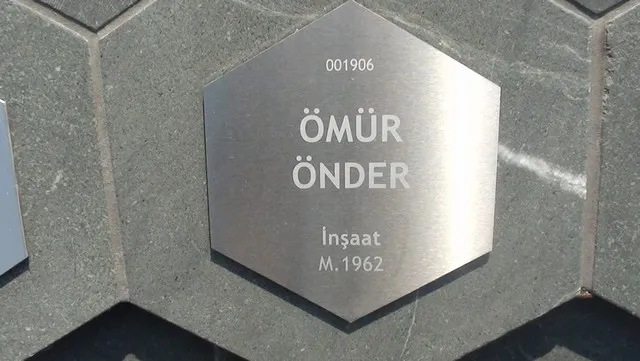 001906
ÖMÜR
ÖNDER
İnşaat
M.1962